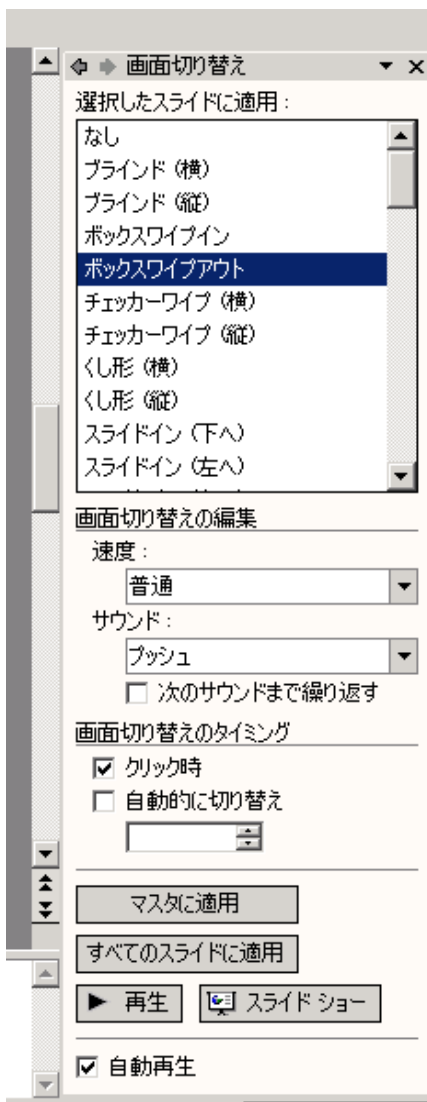 画面切り替え
選択したスライドに適用：
なし
ブラインド (横)
ブラインド (縦)
ボックスワイプイン
ボックスワイプアウト
チェッカーワイプ (横)
チェッカーワイプ (縦)
くし形 (横)
くし形 (縦)
スライドイン (下へ)
スライドイン (左へ)
画面切り替えの編集
速度：
普通
サウンド：
プッシュ
次のサウンドまで繰り返す
画面切り替えのタイミング
クリック時
自動的に切り替え
マスタに適用
すべてのスライドに適用
再生 スライド ショー
自動再生